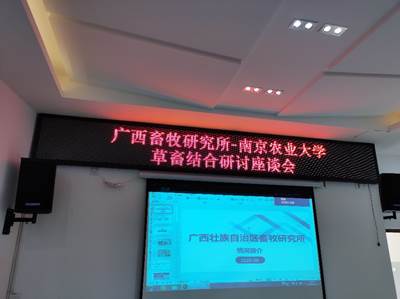 广西畜牧研究所-南京农业大学
草畜结合研讨座谈会
广西壮族自治区畜牧研究所
情况简介